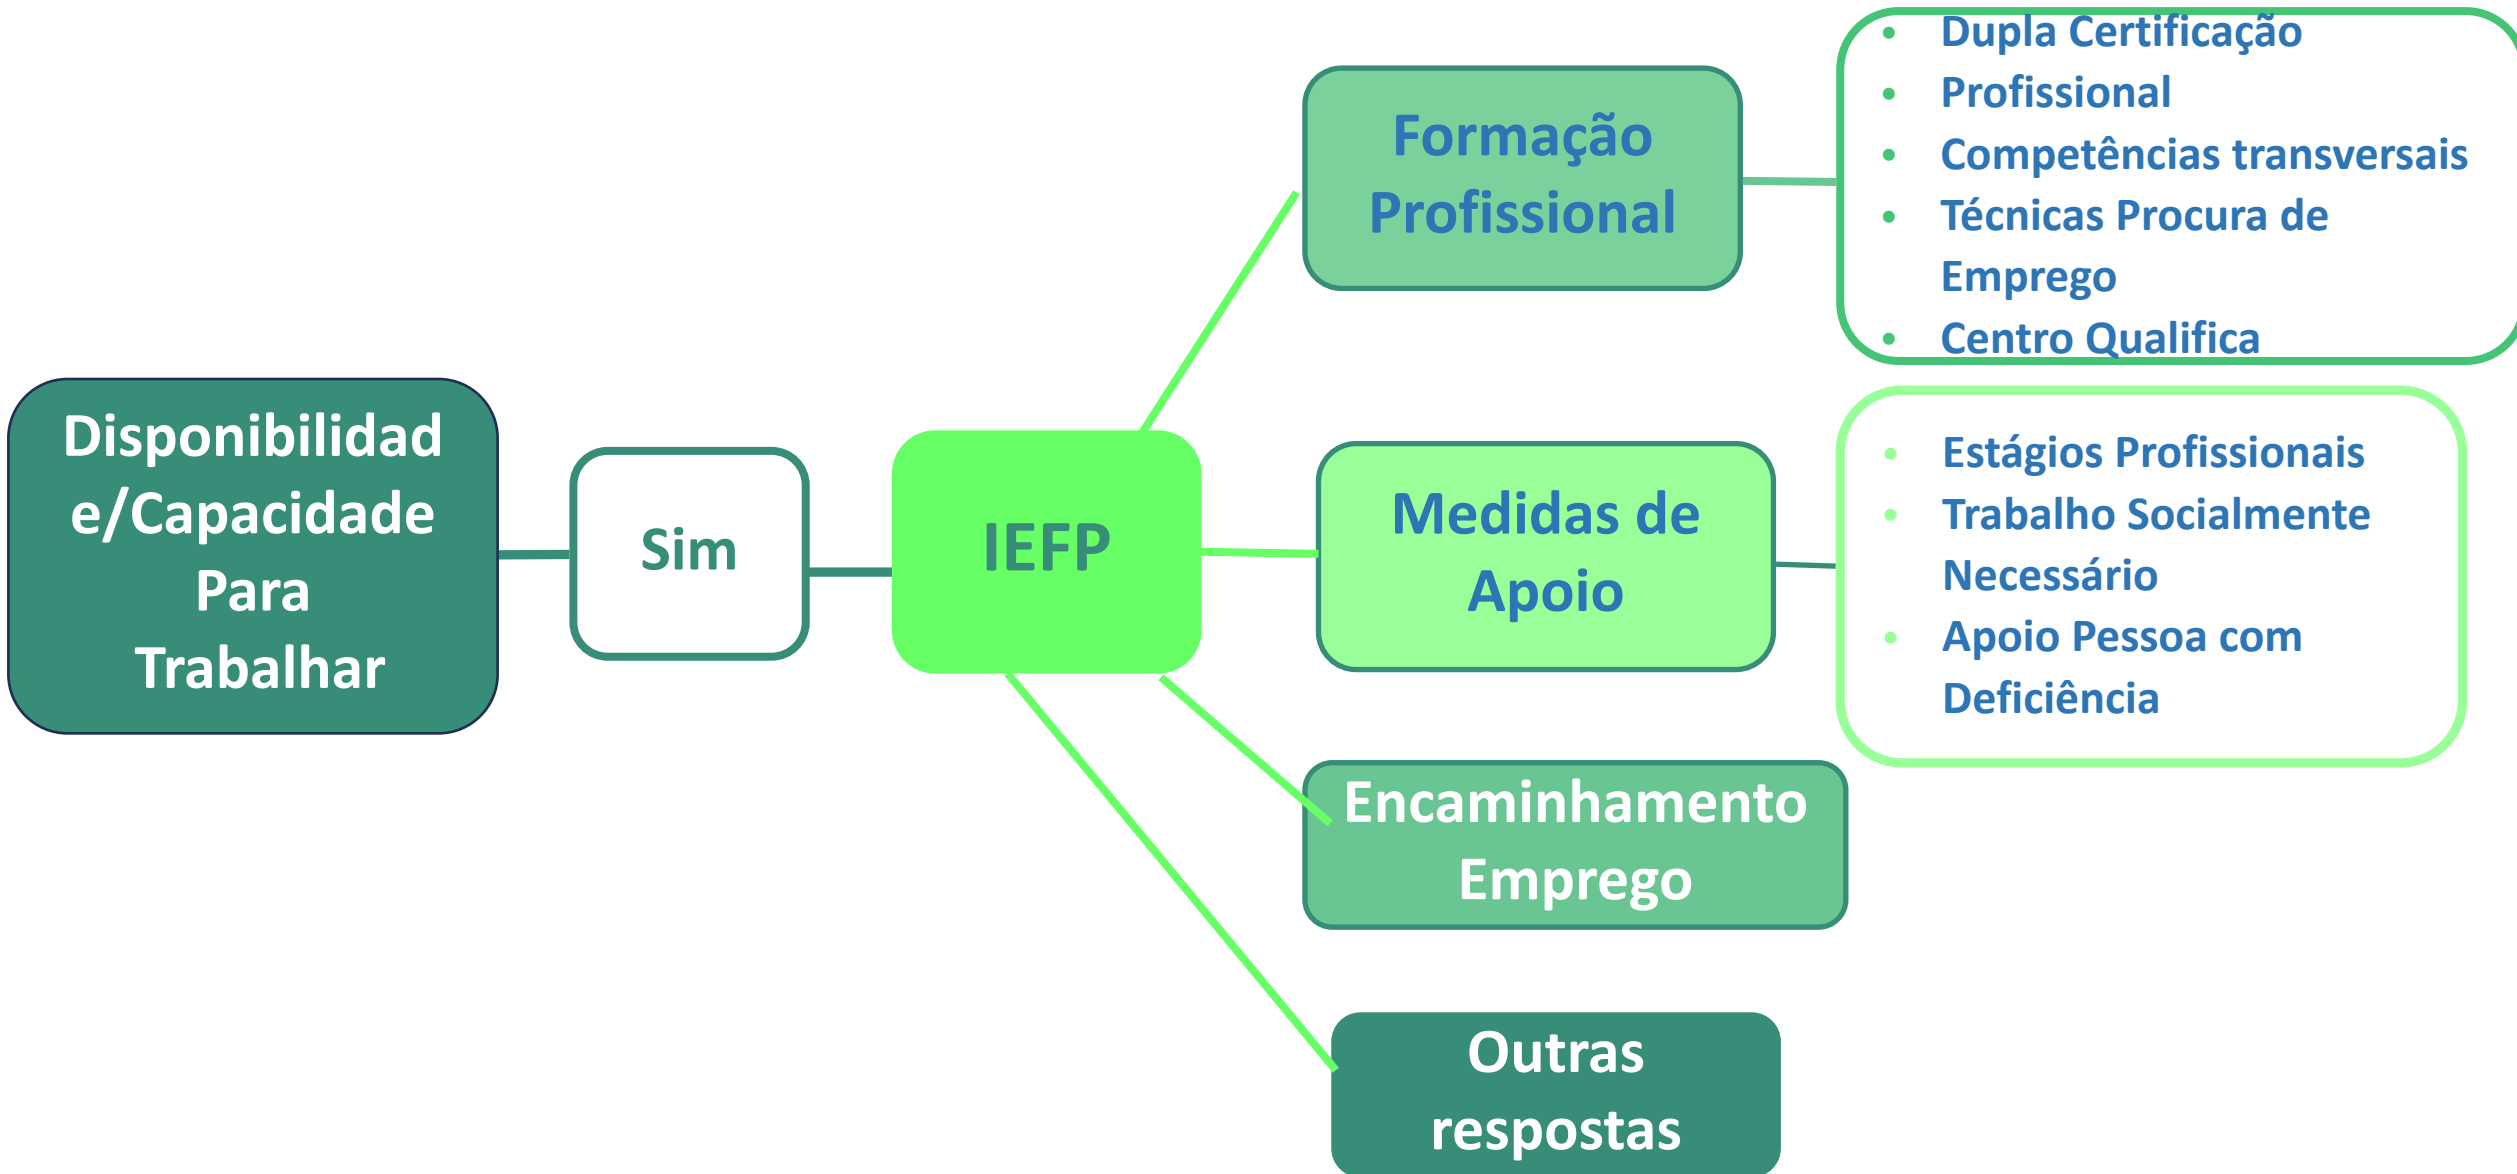 Disponibilidad
e/Capacidade
Para
Trabalhar
Sim
IEFP
Formação
Profissional
• Dupla Certificação
• Profissional
• Competências transversais
• Técnicas Procura de
Emprego
• Centro Qualifica
Medidas de
Apoio
• Estágios Profissionais
• Trabalho Socialmente
Necessário
• Apoio Pessoa com
Deficiência
Encaminhamento
Emprego
Outras
respostas